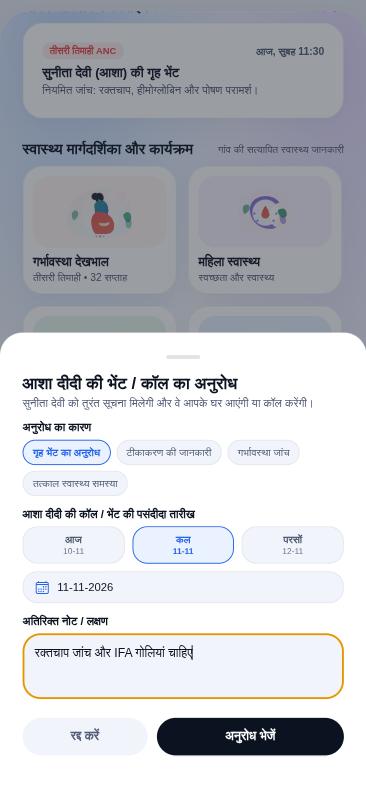 तीसरी तिमाही ANC
आज, सुबह 11:30
सुनीता देवी (आशा) की गृह भेंट
नियमित जांच: रक्तचाप, हीमोग्लोबिन और पोषण परामर्श।
स्वास्थ्य मार्गदर्शिका और कार्यक्रम
गांव की सत्यापित स्वास्थ्य जानकारी
गर्भावस्था देखभाल
तीसरी तिमाही • 32 सप्ताह
महिला स्वास्थ्य
स्वच्छता और स्वास्थ्य
आशा दीदी की भेंट / कॉल का अनुरोध
सुनीता देवी को तुरंत सूचना मिलेगी और वे आपके घर आएंगी या कॉल करेंगी।
अनुरोध का कारण
गृह भेंट का अनुरोध
टीकाकरण की जानकारी
गर्भावस्था जांच
तत्काल स्वास्थ्य समस्या
आशा दीदी की कॉल / भेंट की पसंदीदा तारीख
आज
10-11
कल
11-11
परसों
12-11
11-11-2026
अतिरिक्त नोट / लक्षण
रक्तचाप जांच और IFA गोलियां चाहिए
रद्द करें
अनुरोध भेजें